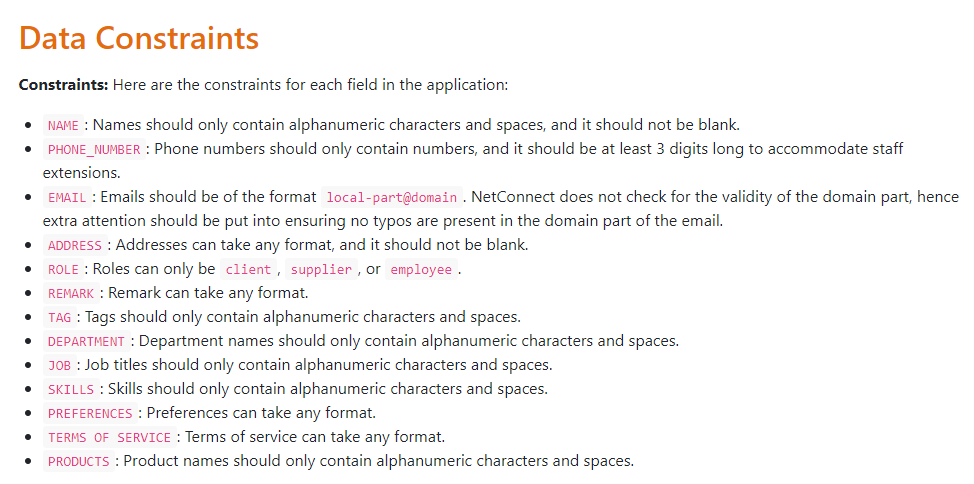 Data Constraints
Constraints: Here are the constraints for each field in the application:
NAME : Names should only contain alphanumeric characters and spaces, and it should not be blank.
PHONE_NUMBER : Phone numbers should only contain numbers, and it should be at least 3 digits long to accommodate staff
extensions.
EMAIL : Emails should be of the format local-part@domain . NetConnect does not check for the validity of the domain part, hence
extra attention should be put into ensuring no typos are present in the domain part of the email.
ADDRESS : Addresses can take any format, and it should not be blank.
ROLE : Roles can only be client , supplier , or employee .
REMARK : Remark can take any format.
TAG : Tags should only contain alphanumeric characters and spaces.
DEPARTMENT : Department names should only contain alphanumeric characters and spaces.
JOB : Job titles should only contain alphanumeric characters and spaces.
SKILLS : Skills should only contain alphanumeric characters and spaces.
PREFERENCES : Preferences can take any format.
TERMS OF SERVICE : Terms of service can take any format.
PRODUCTS : Product names should only contain alphanumeric characters and spaces.